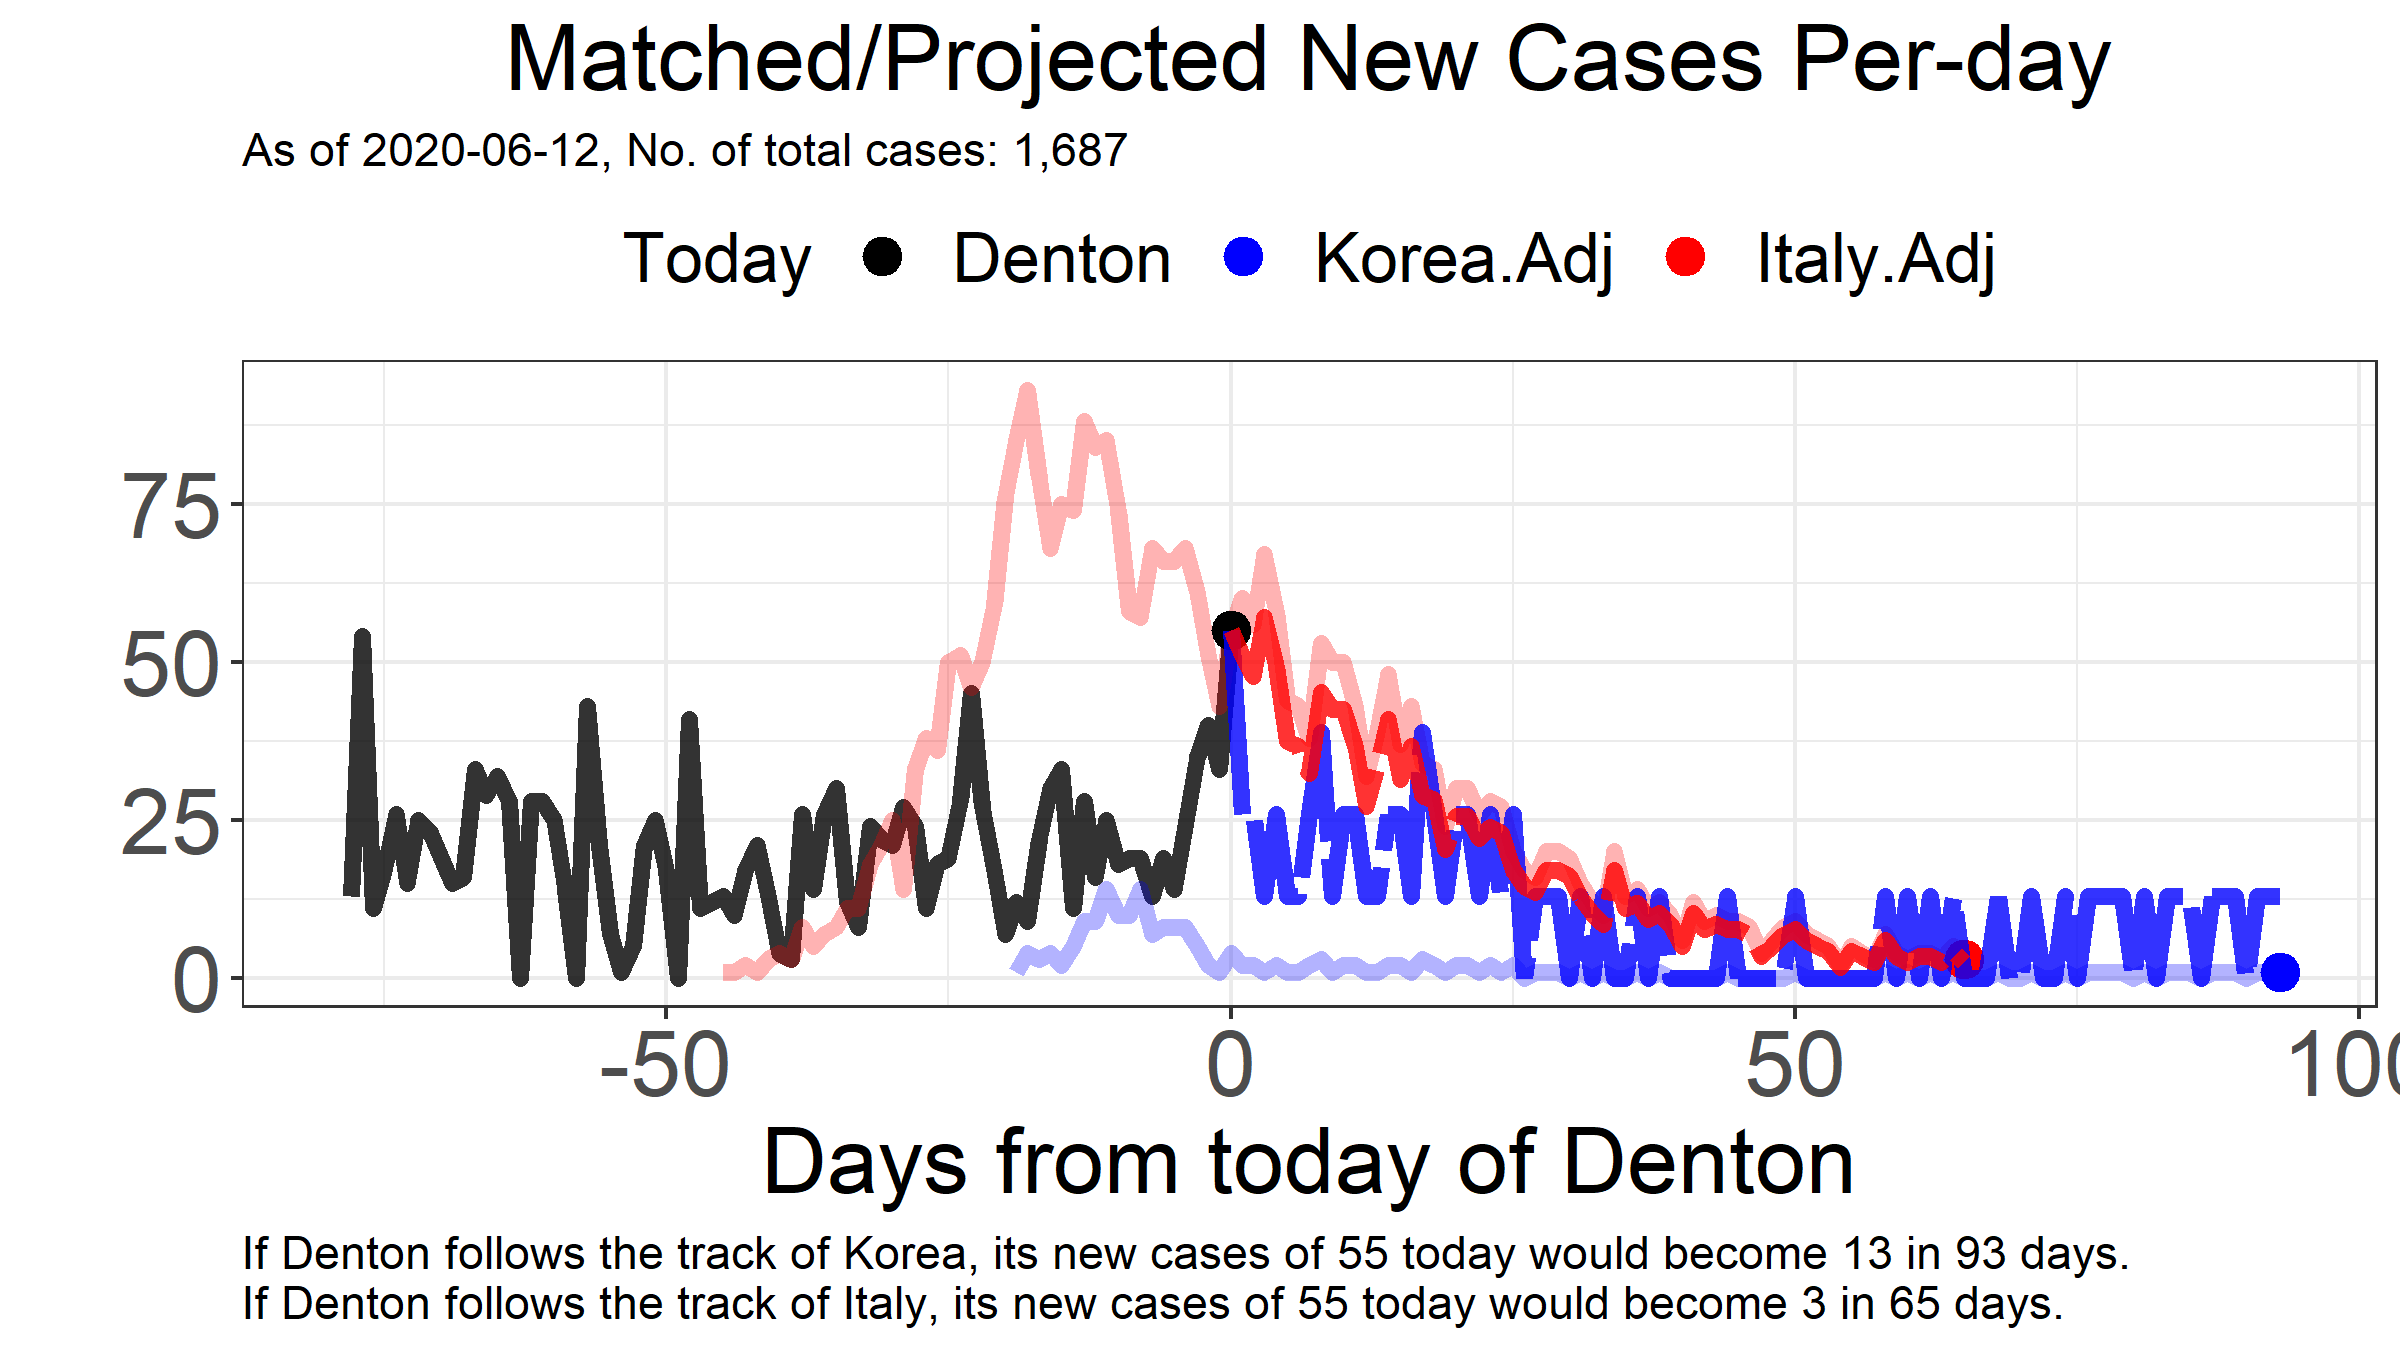 Matched/Projected New Cases Per-day
As of 2020-06-12, No. of total cases: 1,687
Today Denton Korea.Adj Italy.Adj
75
50
25
0
-50 0 50 100
Days from today of Denton
If Denton follows the track of Korea, its new cases of 55 today would become 13 in 93 days.
If Denton follows the track of Italy, its new cases of 55 today would become 3 in 65 days.